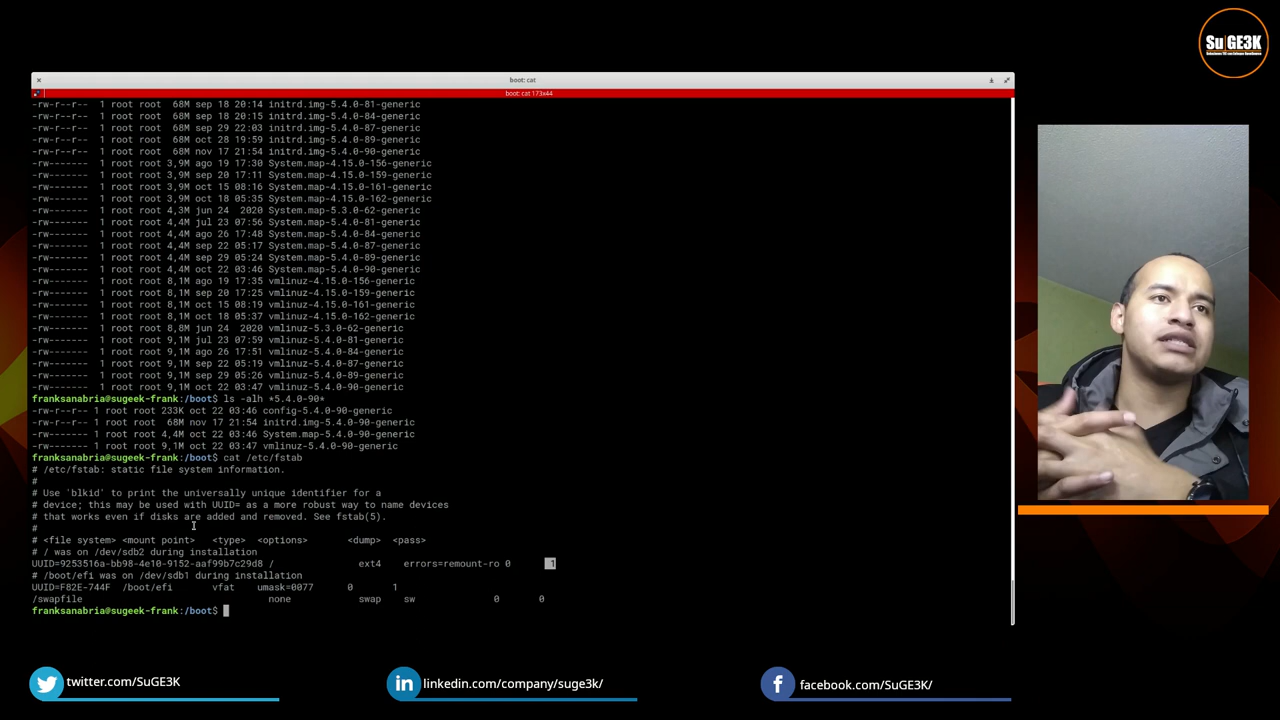 Su GE3K
boot: cat
boot: cat 173x44
-rw-r--r-- 1 root root 68M sep 18 20:14 initrd.img-5.4.0-81-generic
-rw-r--r-- 1 root root 68M sep 18 20:15 initrd.img-5.4.0-84-generic
-rw-r--r-- 1 root root 68M sep 29 22:03 initrd.img-5.4.0-87-generic
-rw-r--r-- 1 root root 68M oct 28 19:59 initrd.img-5.4.0-89-generic
-rw-r--r-- 1 root root 68M nov 17 21:54 initrd.img-5.4.0-90-generic
-rw------- 1 root root 3,9M ago 19 17:30 System.map-4.15.0-156-generic
-rw------- 1 root root 3,9M sep 20 17:11 System.map-4.15.0-159-generic
-rw------- 1 root root 3,9M oct 15 08:16 System.map-4.15.0-161-generic
-rw------- 1 root root 3,9M oct 18 05:35 System.map-4.15.0-162-generic
-rw------- 1 root root 4,3M jun 24 2020 System.map-5.3.0-62-generic
-rw------- 1 root root 4,4M jul 23 07:56 System.map-5.4.0-81-generic
-rw------- 1 root root 4,4M ago 26 17:48 System.map-5.4.0-84-generic
-rw------- 1 root root 4,4M sep 22 05:17 System.map-5.4.0-87-generic
-rw------- 1 root root 4,4M sep 29 05:24 System.map-5.4.0-89-generic
-rw------- 1 root root 4,4M oct 22 03:46 System.map-5.4.0-90-generic
-rw------- 1 root root 8,1M ago 19 17:35 vmlinuz-4.15.0-156-generic
-rw------- 1 root root 8,1M sep 20 17:25 vmlinuz-4.15.0-159-generic
-rw------- 1 root root 8,1M oct 15 08:19 vmlinuz-4.15.0-161-generic
-rw------- 1 root root 8,1M oct 18 05:37 vmlinuz-4.15.0-162-generic
-rw------- 1 root root 8,8M jun 24 2020 vmlinuz-5.3.0-62-generic
-rw------- 1 root root 9,1M jul 23 07:59 vmlinuz-5.4.0-81-generic
-rw------- 1 root root 9,1M ago 26 17:51 vmlinuz-5.4.0-84-generic
-rw------- 1 root root 9,1M sep 22 05:19 vmlinuz-5.4.0-87-generic
-rw------- 1 root root 9,1M sep 29 05:26 vmlinuz-5.4.0-89-generic
-rw------- 1 root root 9,1M oct 22 03:47 vmlinuz-5.4.0-90-generic
franksanabria@sugeek-frank:/boot$ ls -alh *5.4.0-90*
-rw-r--r-- 1 root root 233K oct 22 03:46 config-5.4.0-90-generic
-rw-r--r-- 1 root root 68M nov 17 21:54 initrd.img-5.4.0-90-generic
-rw------- 1 root root 4,4M oct 22 03:46 System.map-5.4.0-90-generic
-rw------- 1 root root 9,1M oct 22 03:47 vmlinuz-5.4.0-90-generic
franksanabria@sugeek-frank:/boot$ cat /etc/fstab
# /etc/fstab: static file system information.
#
# Use 'blkid' to print the universally unique identifier for a
# device; this may be used with UUID= as a more robust way to name devices
# that works even if disks are added and removed. See fstab(5).
#
# <file system> <mount point> <type> <options> <dump> <pass>
# / was on /dev/sdb2 during installation
UUID=9253516a-bb98-4e10-9152-aaf99b7c29d8 / ext4 errors=remount-ro 0 1
# /boot/efi was on /dev/sdb1 during installation
UUID=F82E-744F /boot/efi vfat umask=0077 0 1
/swapfile none swap sw 0 0
franksanabria@sugeek-frank:/boot$
twitter.com/SuGE3K
in linkedin.com/company/suge3k/
f facebook.com/SuGE3K/